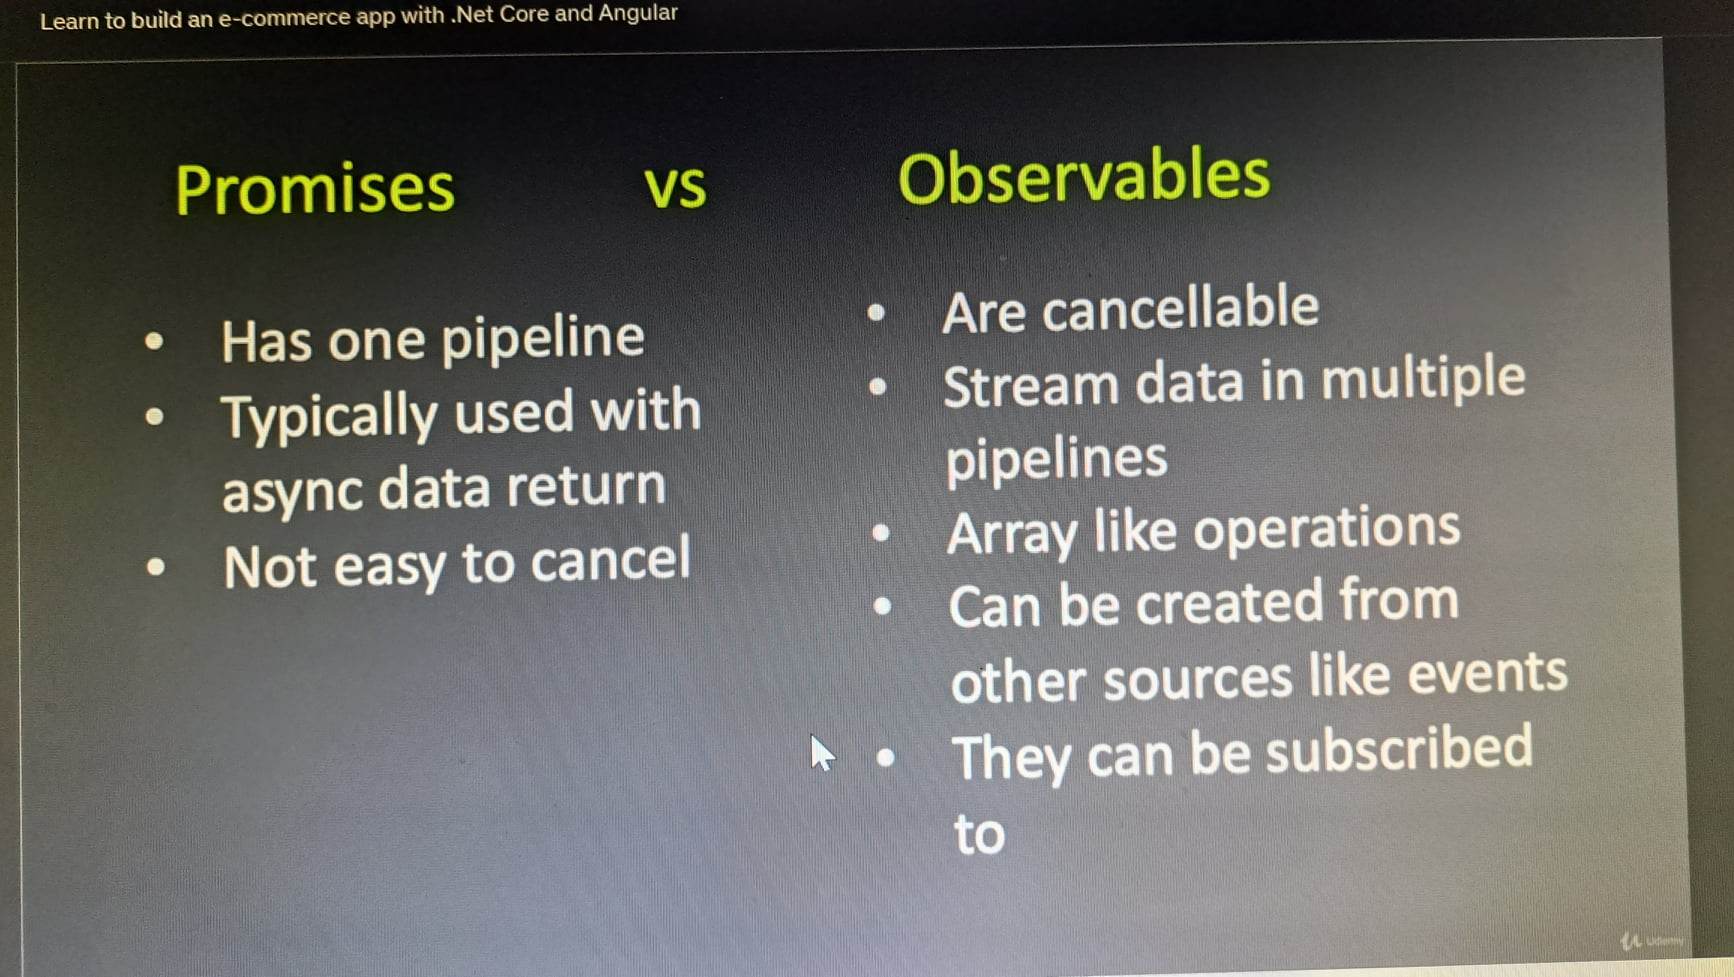 Learn to build an e-commerce app with .Net Core and Angular
Promises vs Observables
• Has one pipeline
• Typically used with
async data return
• Not easy to cancel
• Are cancellable
• Stream data in multiple
pipelines
• Array like operations
• Can be created from
other sources like events
• They can be subscribed
to
Udemy